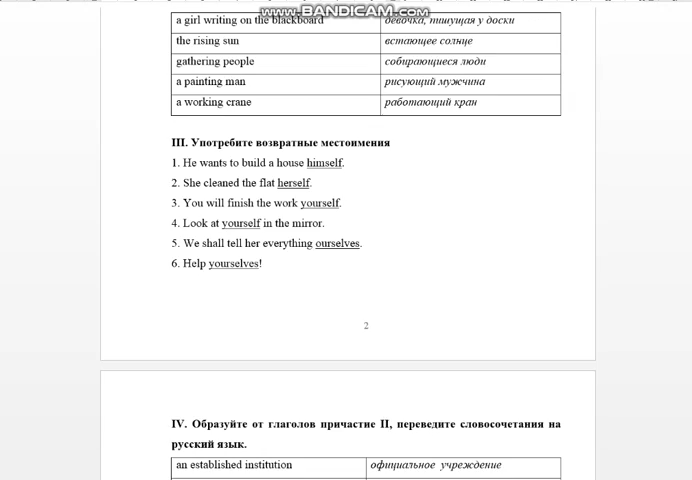 www.BANDICAM.com
a girl writing on the blackboard девочка, пишущая у доски
the rising sun встающее солнце
gathering people собирающиеся люди
a painting man рисующий мужчина
a working crane работающий кран
III. Употребите возвратные местоимения
1. He wants to build a house himself.
2. She cleaned the flat herself.
3. You will finish the work yourself.
4. Look at yourself in the mirror.
5. We shall tell her everything ourselves.
6. Help yourselves!
2
IV. Образуйте от глаголов причастие II, переведите словосочетания на
русский язык.
an established institution официальное учреждение